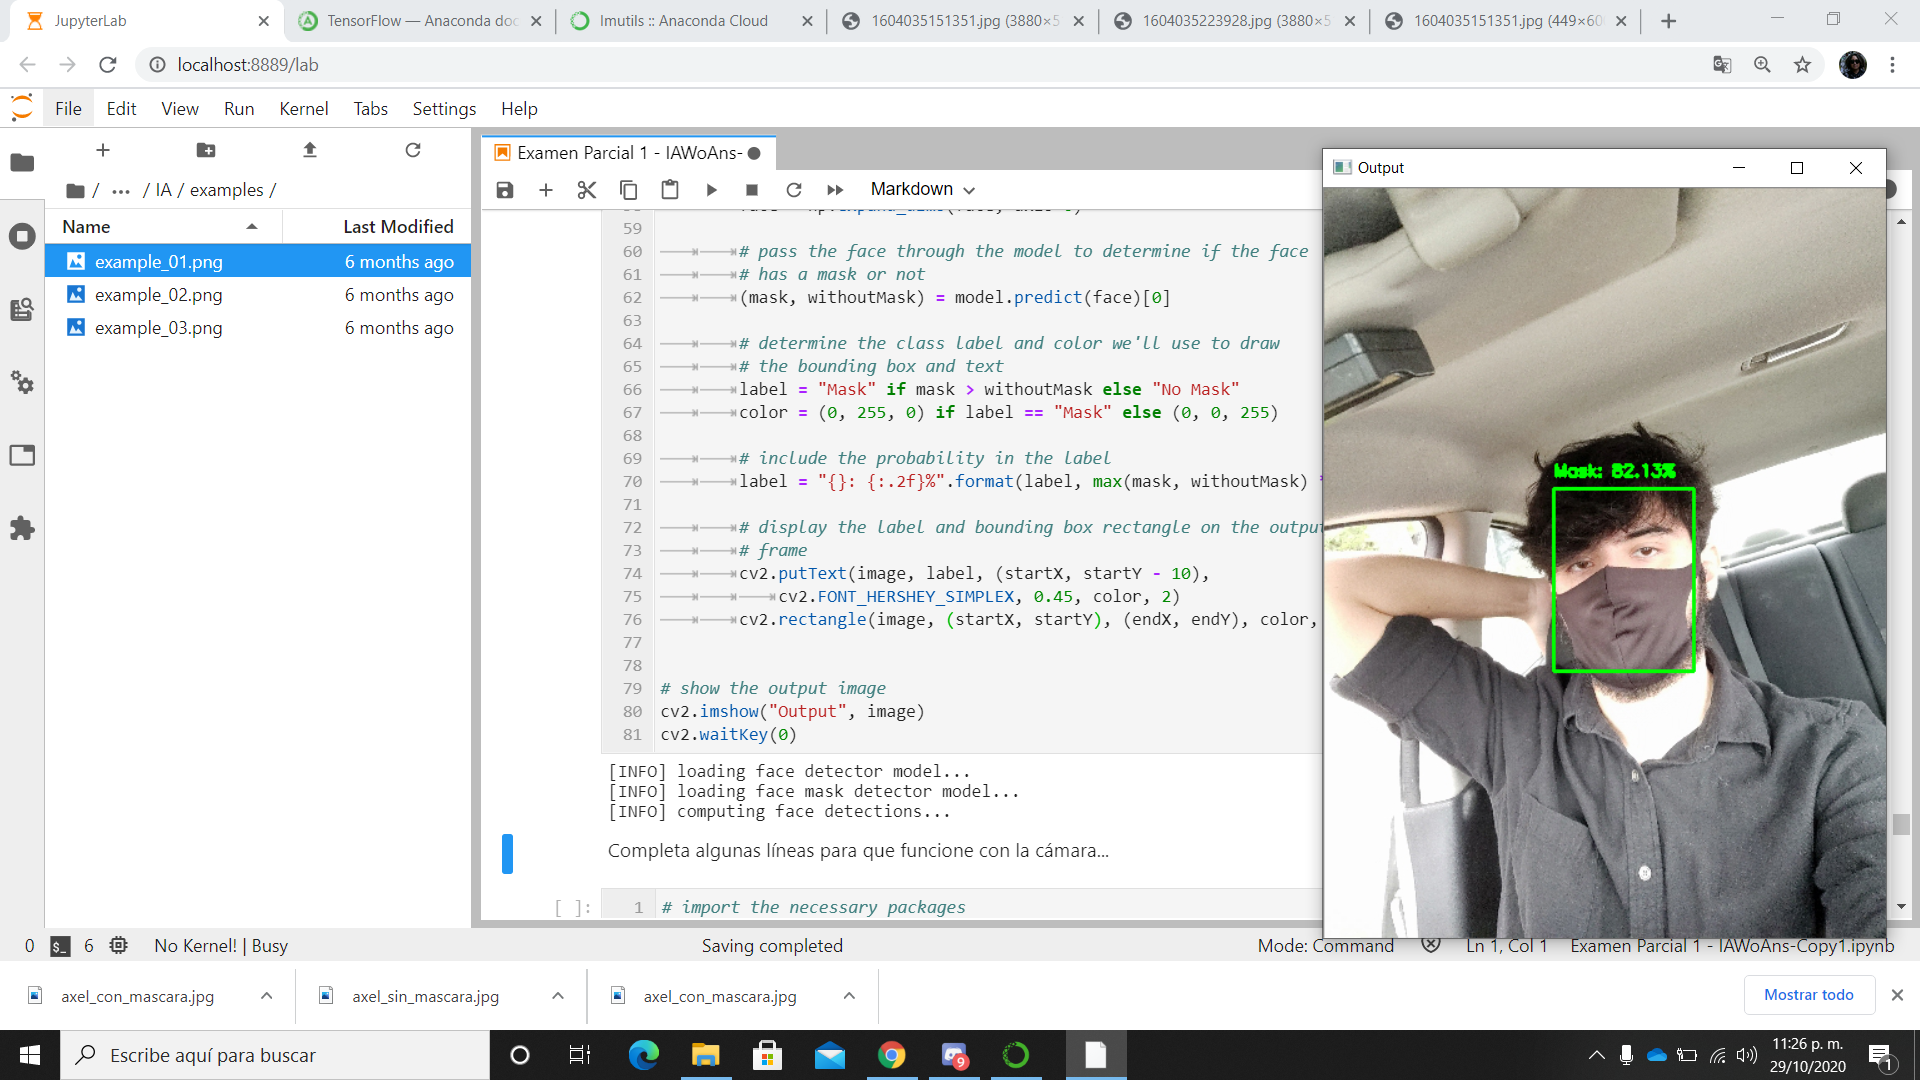 JupyterLab
TensorFlow — Anaconda doc
Imutils :: Anaconda Cloud
1604035151351.jpg (3880×5
1604035223928.jpg (3880×5
1604035151351.jpg (449×60
localhost:8889/lab
File Edit View Run Kernel Tabs Settings Help
/ ··· / IA / examples /
Name Last Modified
example_01.png 6 months ago
example_02.png 6 months ago
example_03.png 6 months ago
Examen Parcial 1 - IAWoAns-
Markdown
59
60 # pass the face through the model to determine if the face
61 # has a mask or not
62 (mask, withoutMask) = model.predict(face)[0]
63
64 # determine the class label and color we'll use to draw
65 # the bounding box and text
66 label = "Mask" if mask > withoutMask else "No Mask"
67 color = (0, 255, 0) if label == "Mask" else (0, 0, 255)
68
69 # include the probability in the label
70 label = "{}: {:.2f}%".format(label, max(mask, withoutMask)
71
72 # display the label and bounding box rectangle on the outpu
73 # frame
74 cv2.putText(image, label, (startX, startY - 10),
75 cv2.FONT_HERSHEY_SIMPLEX, 0.45, color, 2)
76 cv2.rectangle(image, (startX, startY), (endX, endY), color,
77
78
79 # show the output image
80 cv2.imshow("Output", image)
81 cv2.waitKey(0)
[INFO] loading face detector model...
[INFO] loading face mask detector model...
[INFO] computing face detections...
Completa algunas líneas para que funcione con la cámara...
[ ]: 1 # import the necessary packages
Output
Mask: 82.13%
0 6 No Kernel! | Busy Saving completed Mode: Command Ln 1, Col 1 Examen Parcial 1 - IAWoAns-Copy1.ipynb
axel_con_mascara.jpg
axel_sin_mascara.jpg
axel_con_mascara.jpg
Mostrar todo
Escribe aquí para buscar
9
11:26 p. m.
29/10/2020
1